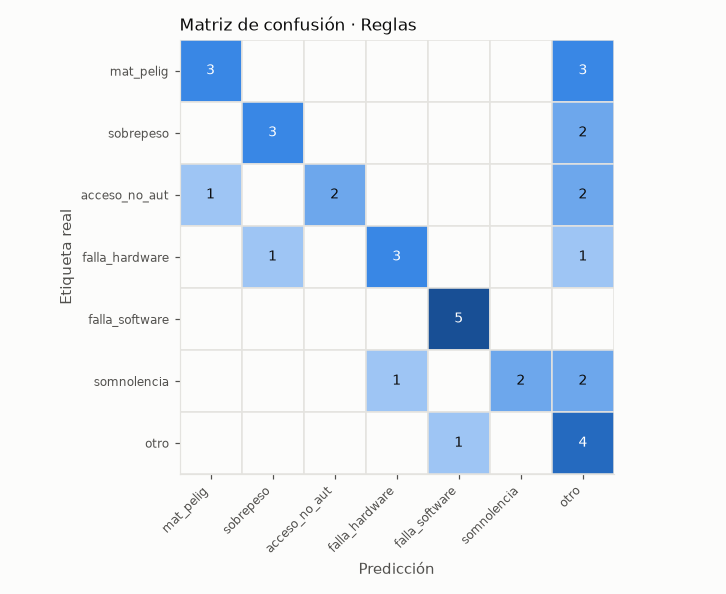 Matriz de confusión · Reglas
mat_pelig 3 3
sobrepeso 3 2
acceso_no_aut 1 2 2
falla_hardware 1 3 1
falla_software 5
somnolencia 1 2 2
otro 1 4
Etiqueta real
mat_pelig sobrepeso acceso_no_aut falla_hardware falla_software somnolencia otro
Predicción